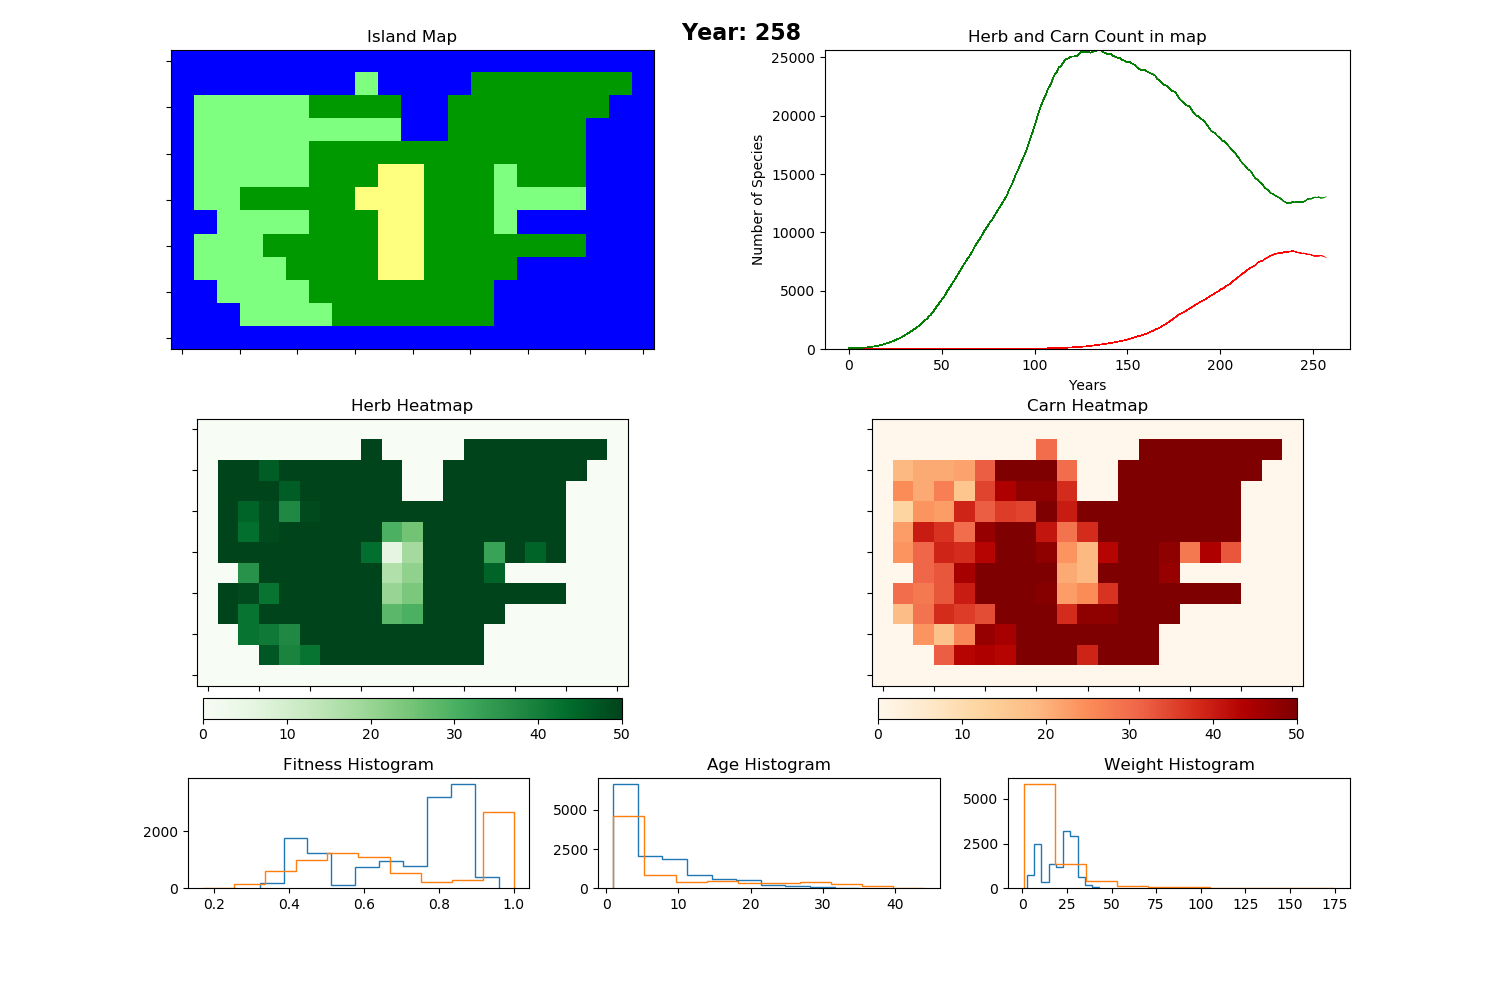 Year: 258
Island Map
Herb and Carn Count in map
25000
20000
15000
10000
5000
0
Number of Species
0 50 100 150 200 250
Years
Herb Heatmap
Carn Heatmap
0 10 20 30 40 50
0 10 20 30 40 50
Fitness Histogram
2000
0
0.2 0.4 0.6 0.8 1.0
Age Histogram
5000
2500
0
0 10 20 30 40
Weight Histogram
5000
2500
0
0 25 50 75 100 125 150 175